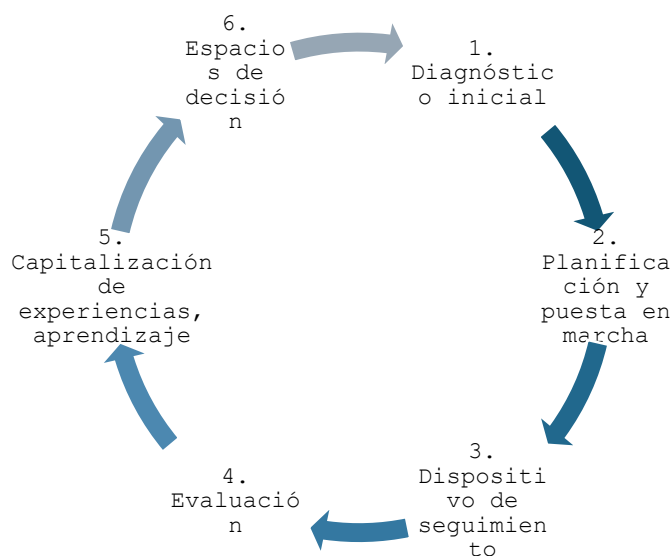 1.
Diagnóstic
o inicial
2.
Planifica
ción y
puesta en
marcha
3.
Dispositi
vo de
seguimien
to
4.
Evaluació
n
5.
Capitalización
de
experiencias,
aprendizaje
6.
Espacio
s de
decisió
n